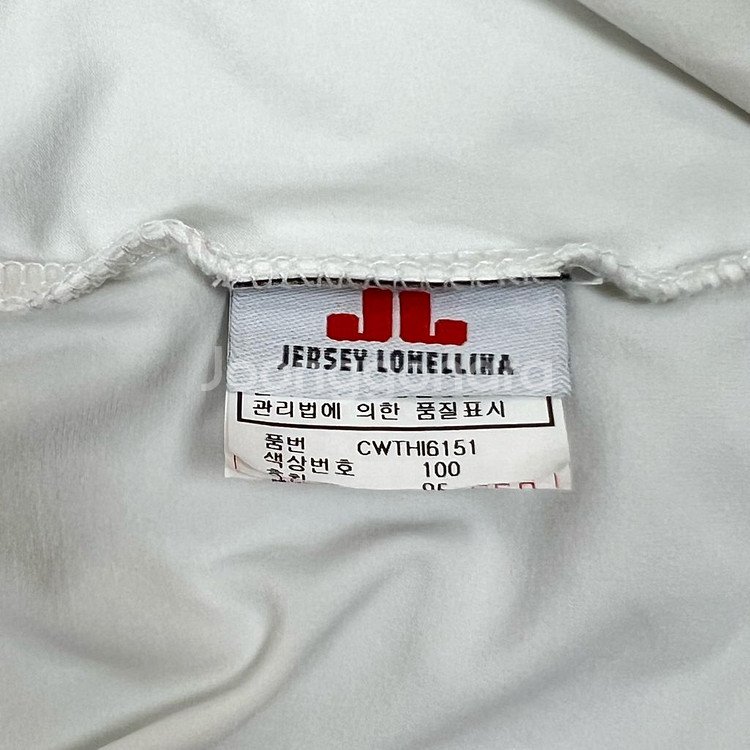 JL
JERSEY LOMELLINA
Joonggonara
관리법에 의한 품질표시
품번 CWTHI6151
색상번호 100